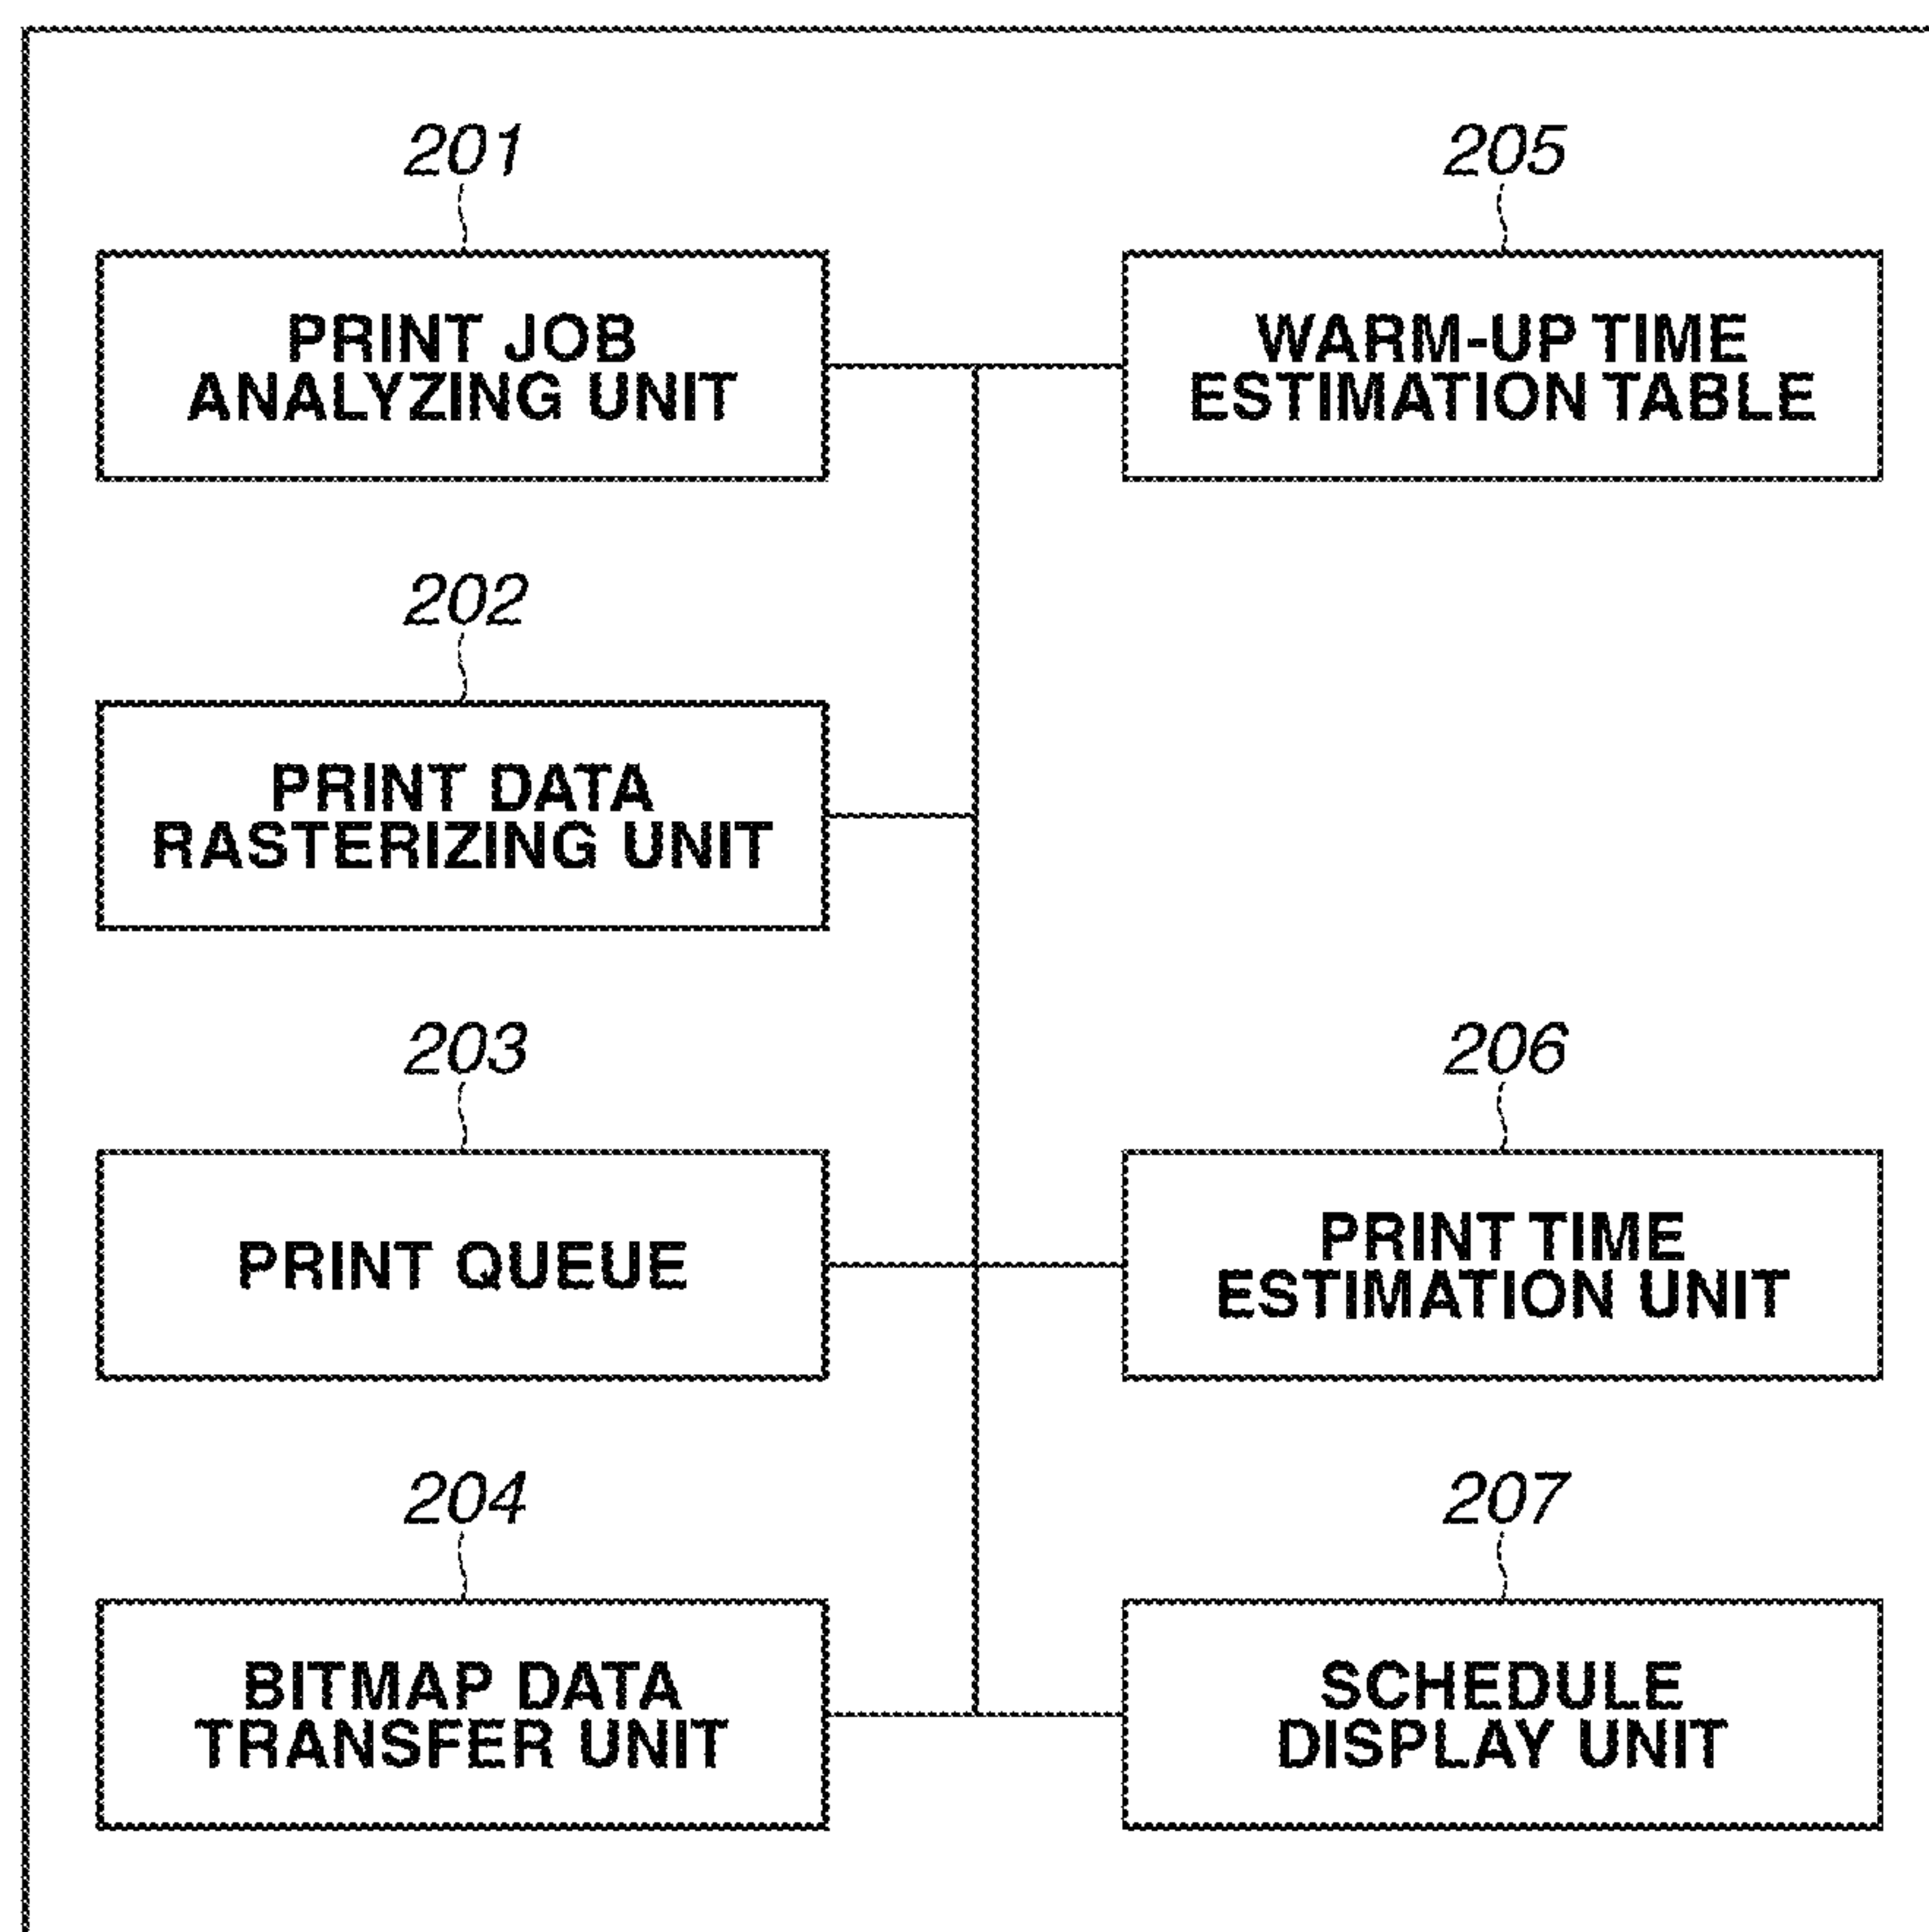 201
PRINT JOB
ANALYZING UNIT
205
WARM-UP TIME
ESTIMATION TABLE
202
PRINT DATA
RASTERIZING UNIT
203
PRINT QUEUE
206
PRINT TIME
ESTIMATION UNIT
204
BITMAP DATA
TRANSFER UNIT
207
SCHEDULE
DISPLAY UNIT